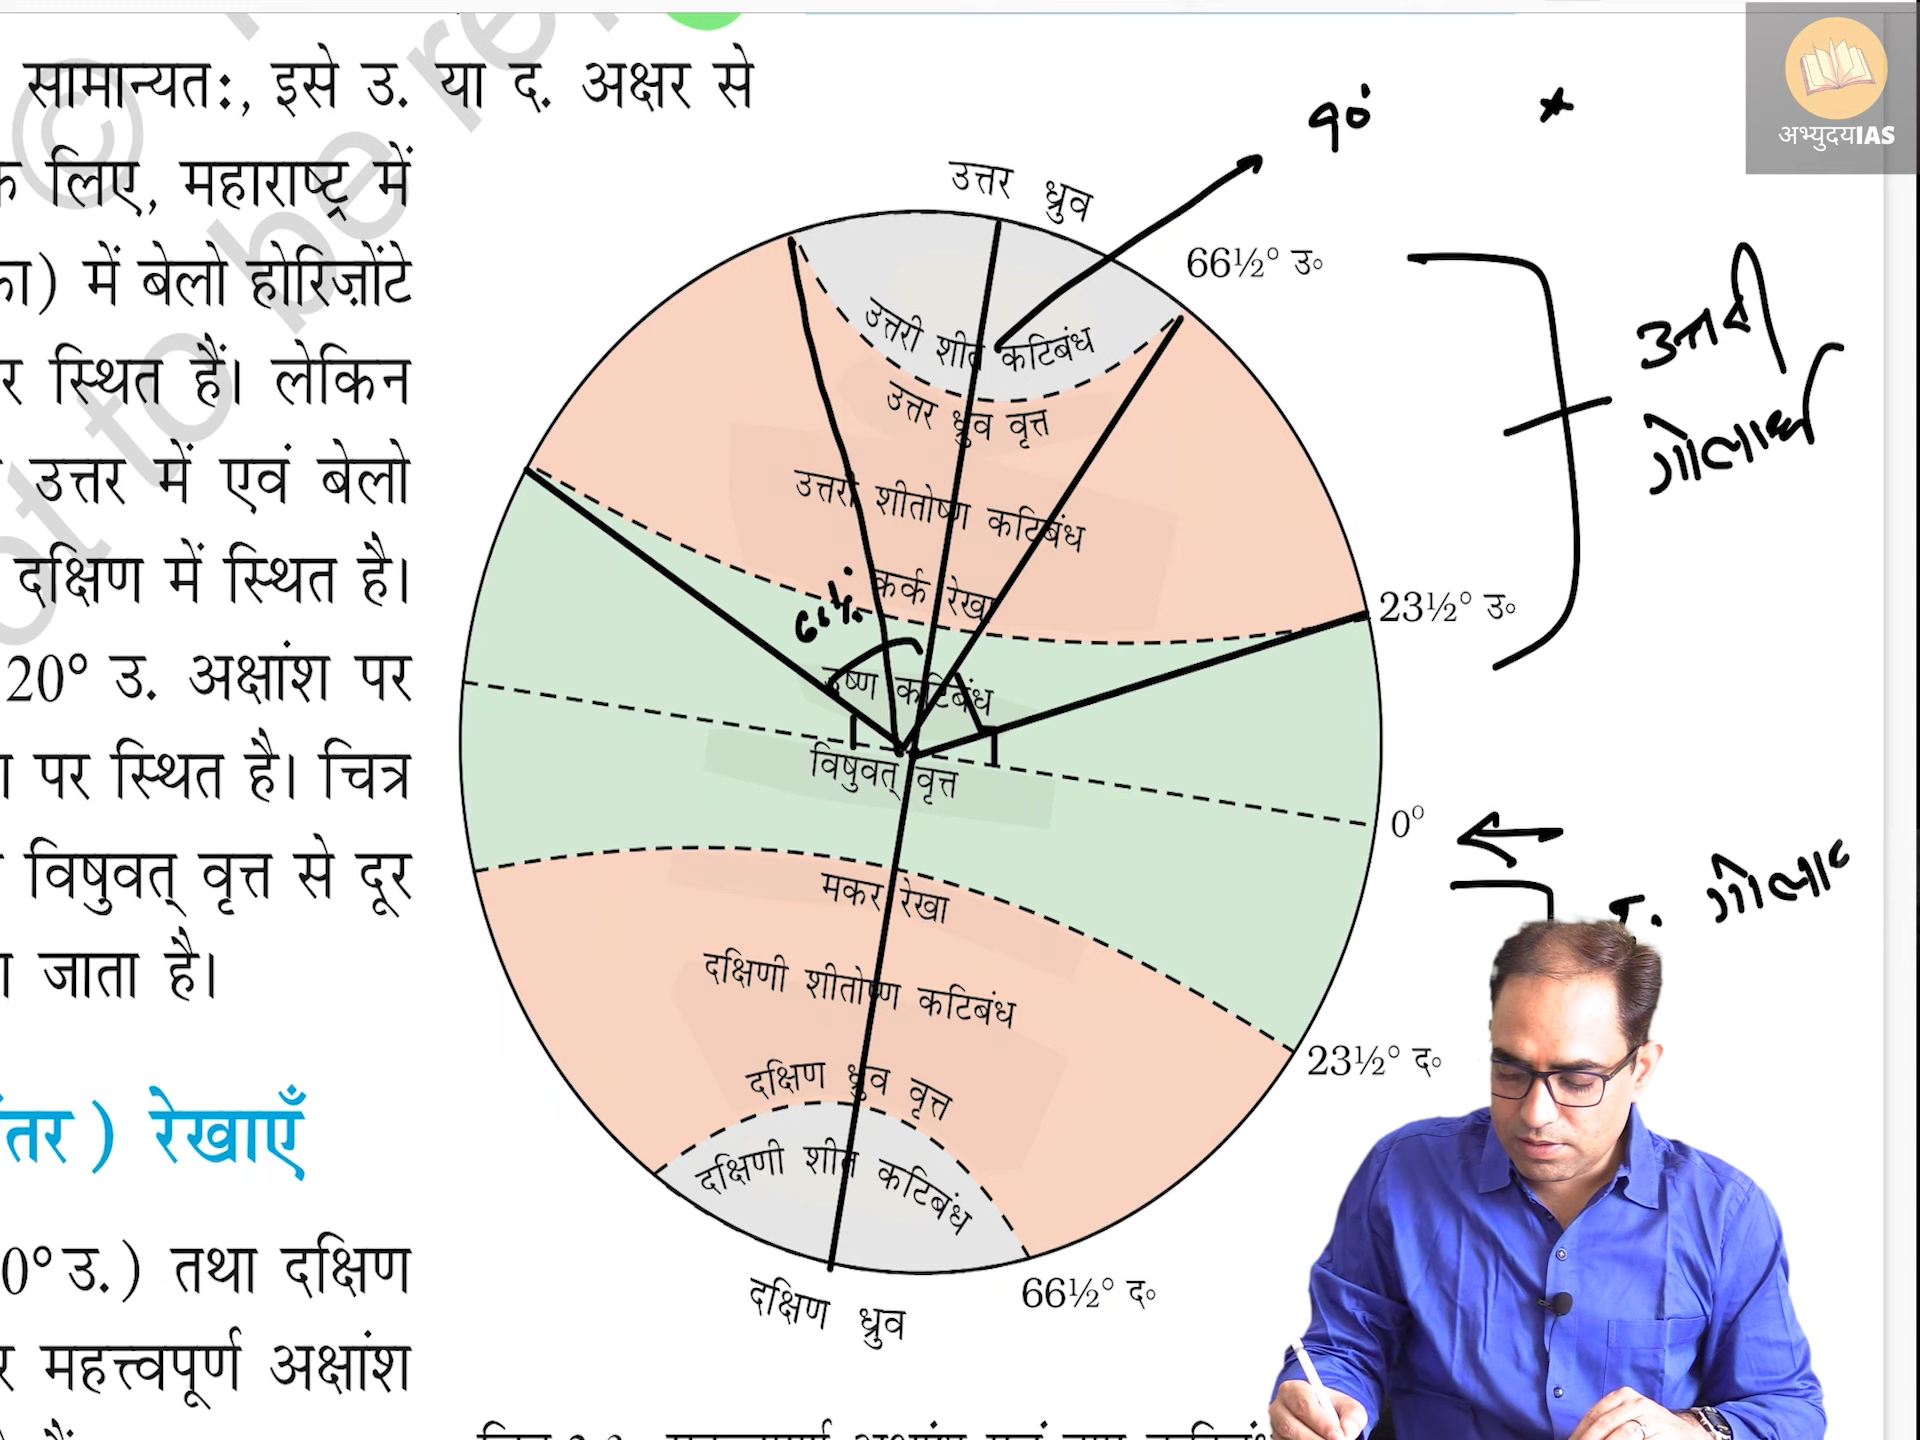 सामान्यतः, इसे उ. या द. अक्षर से
लिए, महाराष्ट्र में
में बेलो होरिज़ोंटे
स्थित हैं। लेकिन
उत्तर में एवं बेलो
दक्षिण में स्थित है।
20° उ. अक्षांश पर
पर स्थित है। चित्र
विषुवत् वृत्त से दूर
जाता है।
रेखाएँ
0° उ.) तथा दक्षिण
महत्त्वपूर्ण अक्षांश
अभ्युदयIAS
90°
उत्तर ध्रुव
66½° उ॰
उत्तरी शीत कटिबंध
उत्तर ध्रुव वृत्त
उत्तरी
गोलार्ध
उत्तरी शीतोष्ण कटिबंध
कर्क रेखा
23½° उ॰
उष्ण कटिबंध
विषुवत् वृत्त
0°
मकर रेखा
द. गोलार्ध
दक्षिणी शीतोष्ण कटिबंध
23½° द॰
दक्षिण ध्रुव वृत्त
दक्षिणी शीत कटिबंध
66½° द॰
दक्षिण ध्रुव